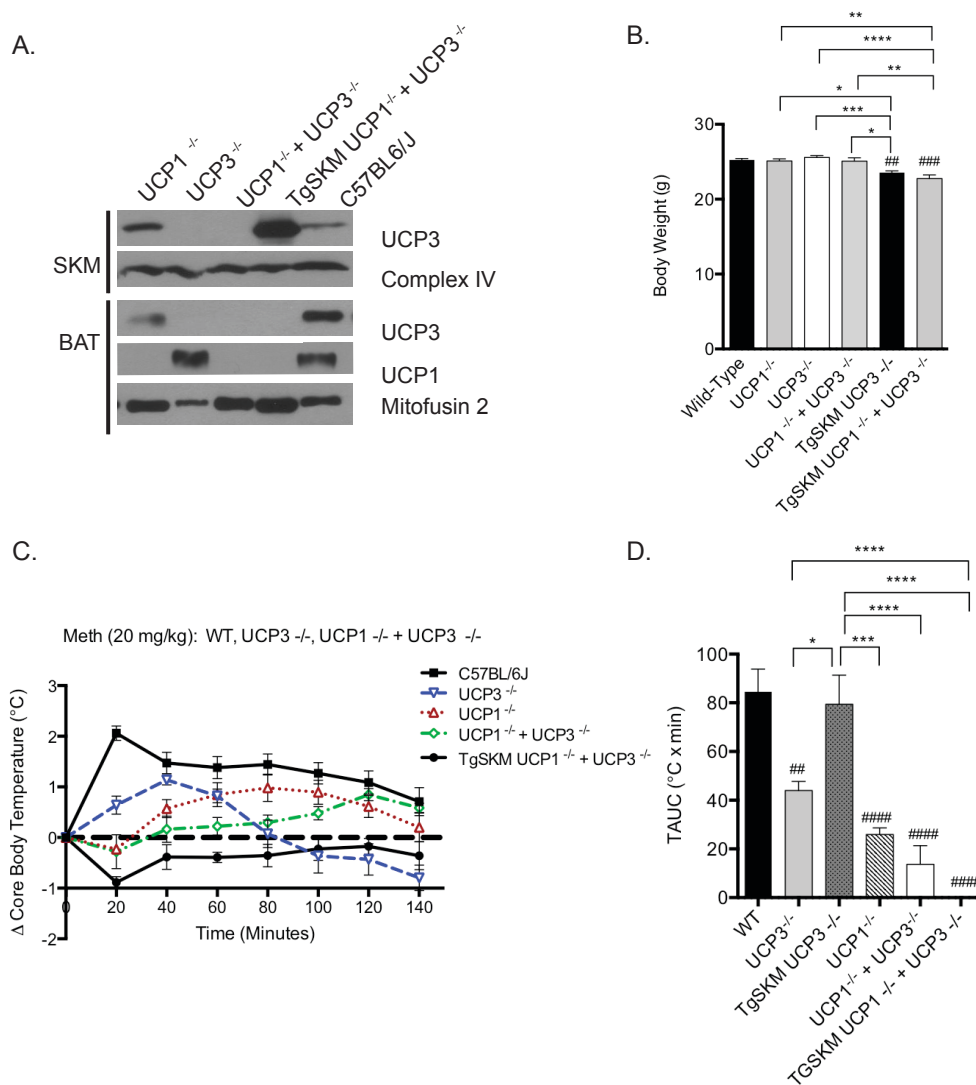 A.
UCP1 -/-
UCP3 -/-
UCP1 -/- + UCP3 -/-
TgSKM UCP1 -/- + UCP3 -/-
C57BL6/J
SKM
UCP3
Complex IV
BAT
UCP3
UCP1
Mitofusin 2
B.
**
****
**
*
***
*
##
###
30
20
10
0
Body Weight (g)
Wild-Type
UCP1 -/-
UCP3 -/-
UCP1 -/- + UCP3 -/-
TgSKM UCP3 -/-
TgSKM UCP1 -/- + UCP3 -/-
C.
Meth (20 mg/kg): WT, UCP3 -/-, UCP1 -/- + UCP3 -/-
C57BL/6J
UCP3 -/-
UCP1 -/-
UCP1 -/- + UCP3 -/-
TgSKM UCP1 -/- + UCP3 -/-
Δ Core Body Temperature (°C)
3
2
1
0
-1
-2
0 20 40 60 80 100 120 140
Time (Minutes)
D.
****
****
****
* ***
##
####
####
####
TAUC (°C x min)
100
80
60
40
20
0
WT
UCP3 -/-
TgSKM UCP3 -/-
UCP1 -/-
UCP1 -/- + UCP3 -/-
TGSKM UCP1 -/- + UCP3 -/-